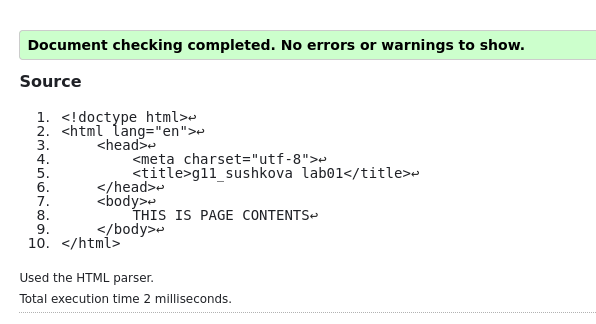 Document checking completed. No errors or warnings to show.
Source
1. <!doctype html>↩
2. <html lang="en">↩
3. <head>↩
4. <meta charset="utf-8">↩
5. <title>g11_sushkova lab01</title>↩
6. </head>↩
7. <body>↩
8. THIS IS PAGE CONTENTS↩
9. </body>↩
10. </html>
Used the HTML parser.
Total execution time 2 milliseconds.